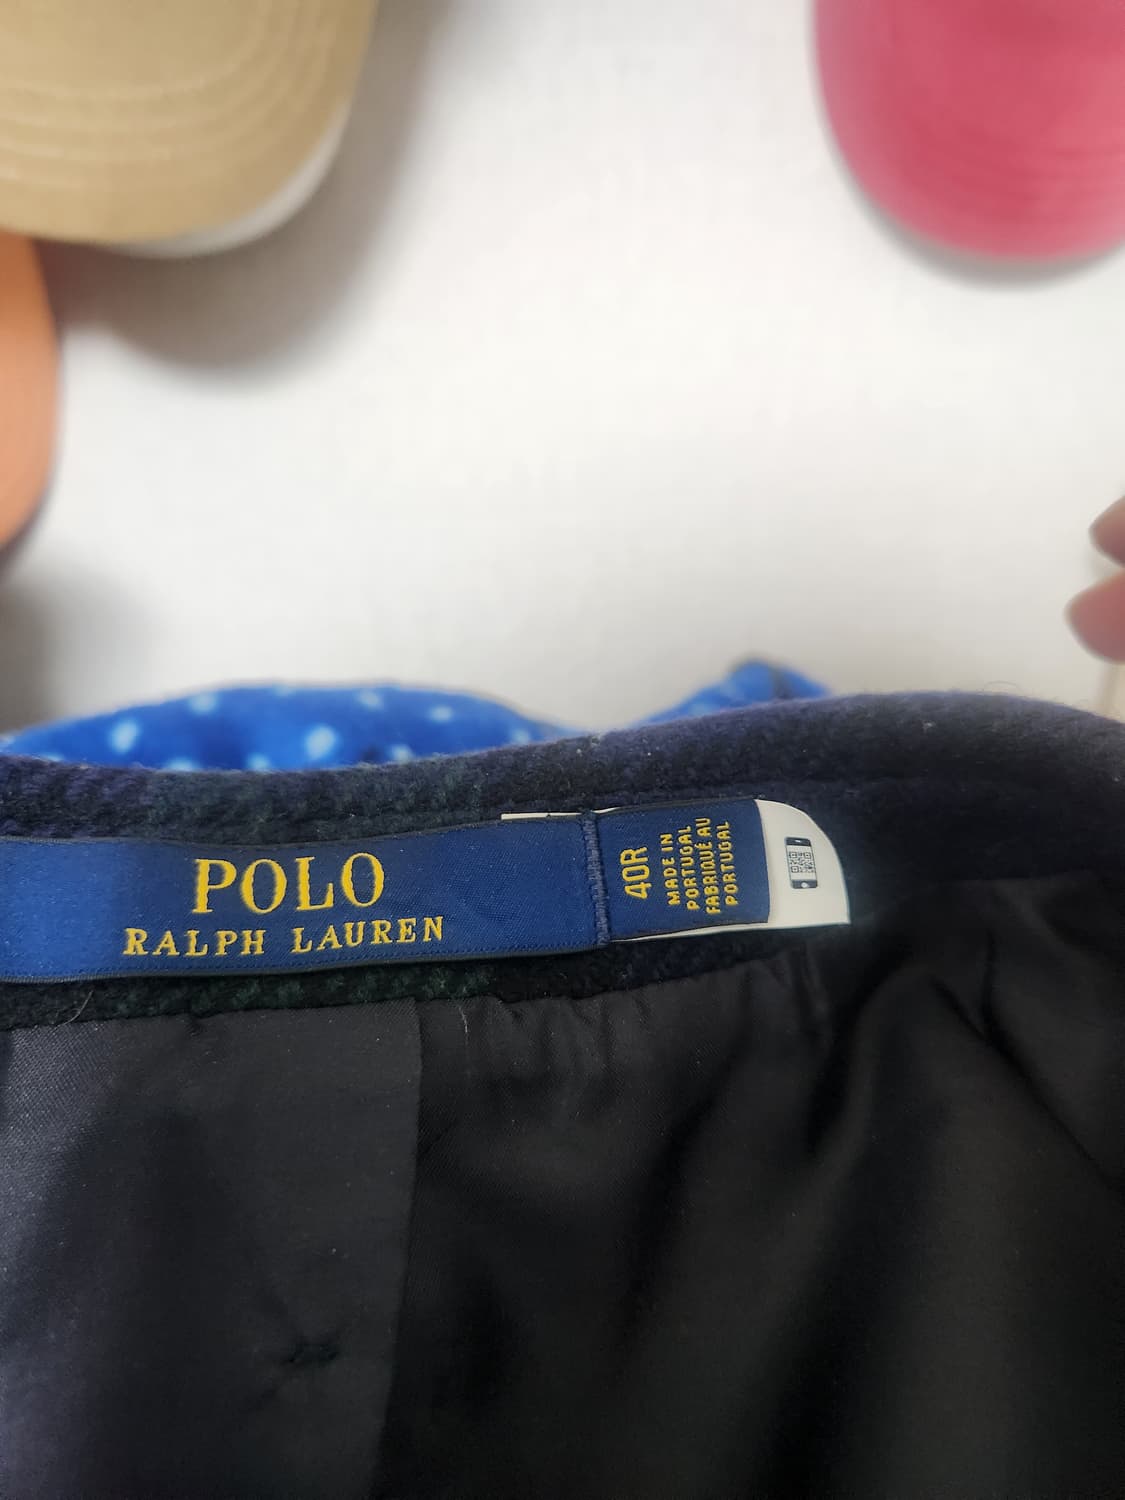 POLO
RALPH LAUREN
40R
MADE IN
PORTUGAL
FABRIQUÉ AU
PORTUGAL